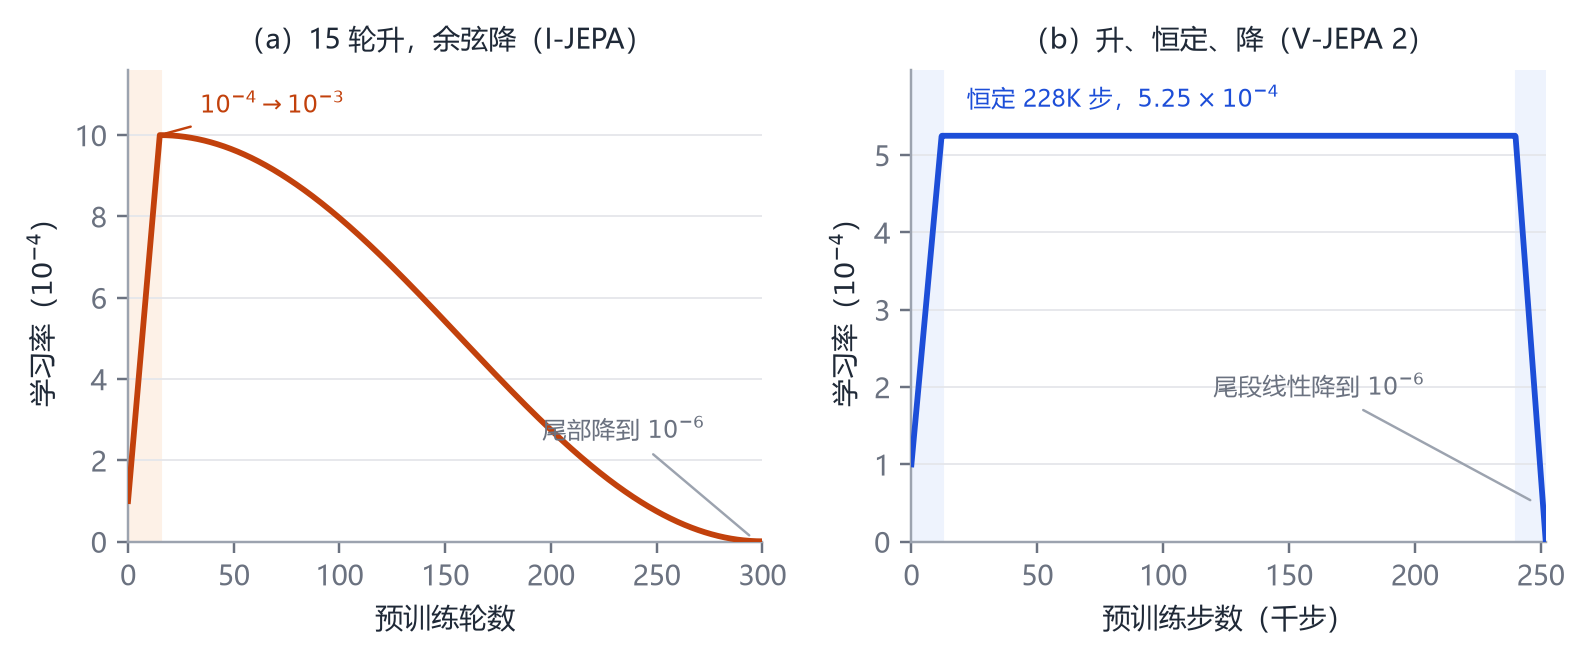 （a）15 轮升，余弦降（I-JEPA）
10⁻⁴→10⁻³
尾部降到 10⁻⁶
学习率（10⁻⁴）
10
8
6
4
2
0
0 50 100 150 200 250 300
预训练轮数
（b）升、恒定、降（V-JEPA 2）
恒定 228K 步，5.25 × 10⁻⁴
尾段线性降到 10⁻⁶
学习率（10⁻⁴）
5
4
3
2
1
0
0 50 100 150 200 250
预训练步数（千步）